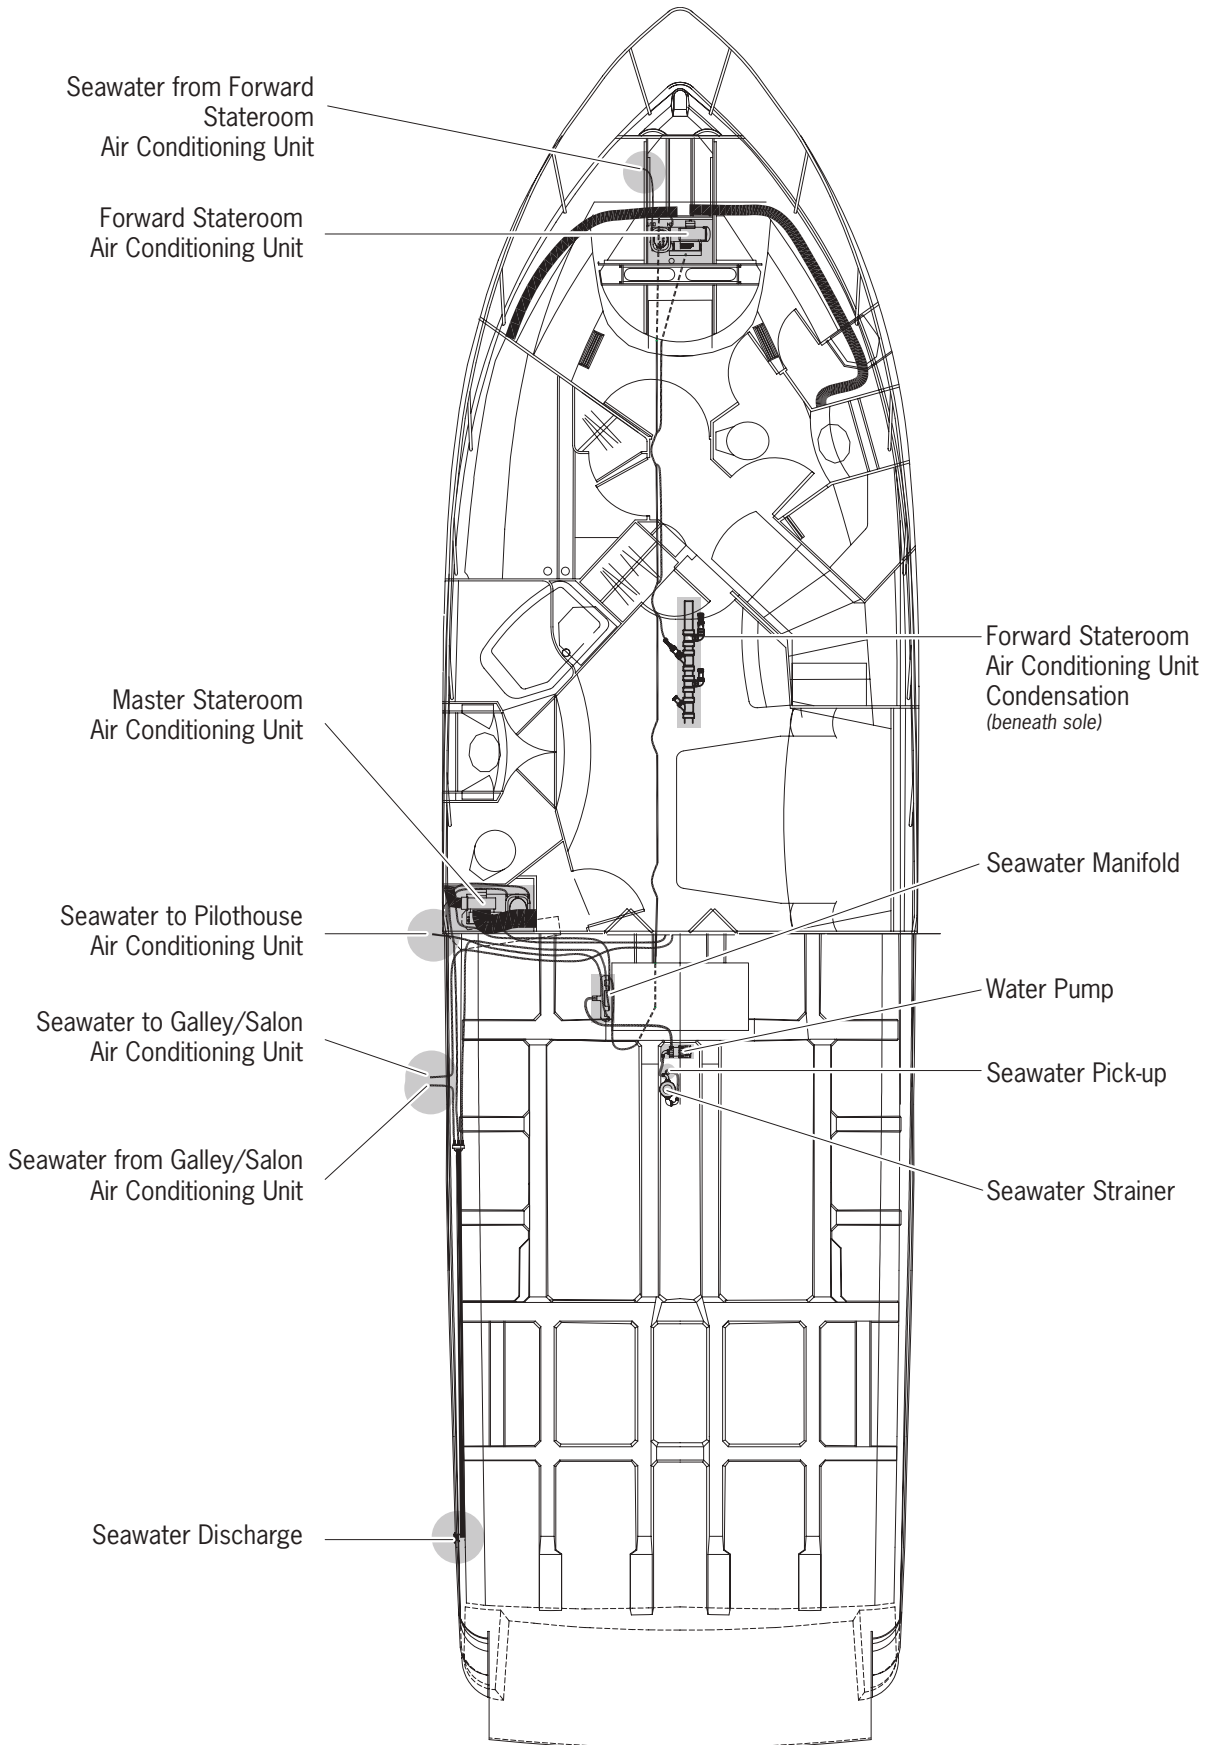 Seawater from Forward
Stateroom
Air Conditioning Unit
Forward Stateroom
Air Conditioning Unit
Master Stateroom
Air Conditioning Unit
Seawater to Pilothouse
Air Conditioning Unit
Seawater to Galley/Salon
Air Conditioning Unit
Seawater from Galley/Salon
Air Conditioning Unit
Seawater Discharge
Forward Stateroom
Air Conditioning Unit
Condensation
(beneath sole)
Seawater Manifold
Water Pump
Seawater Pick-up
Seawater Strainer